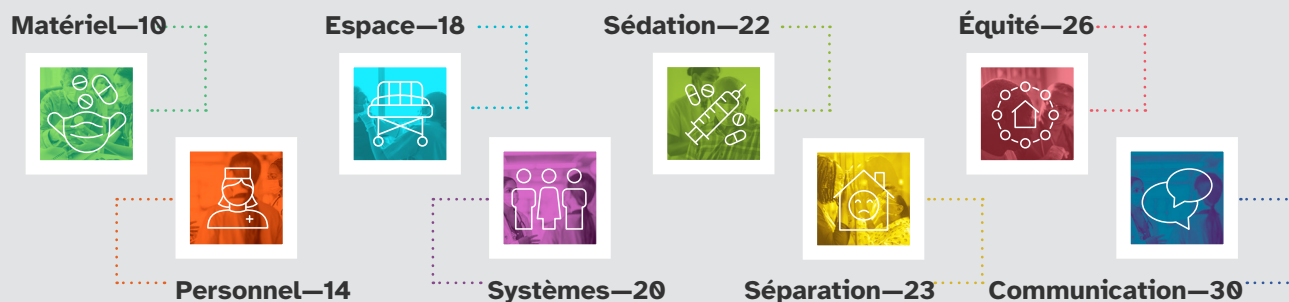 Matériel—10
Espace—18
Sédation—22
Équité—26
Personnel—14
Systèmes—20
Séparation—23
Communication—30